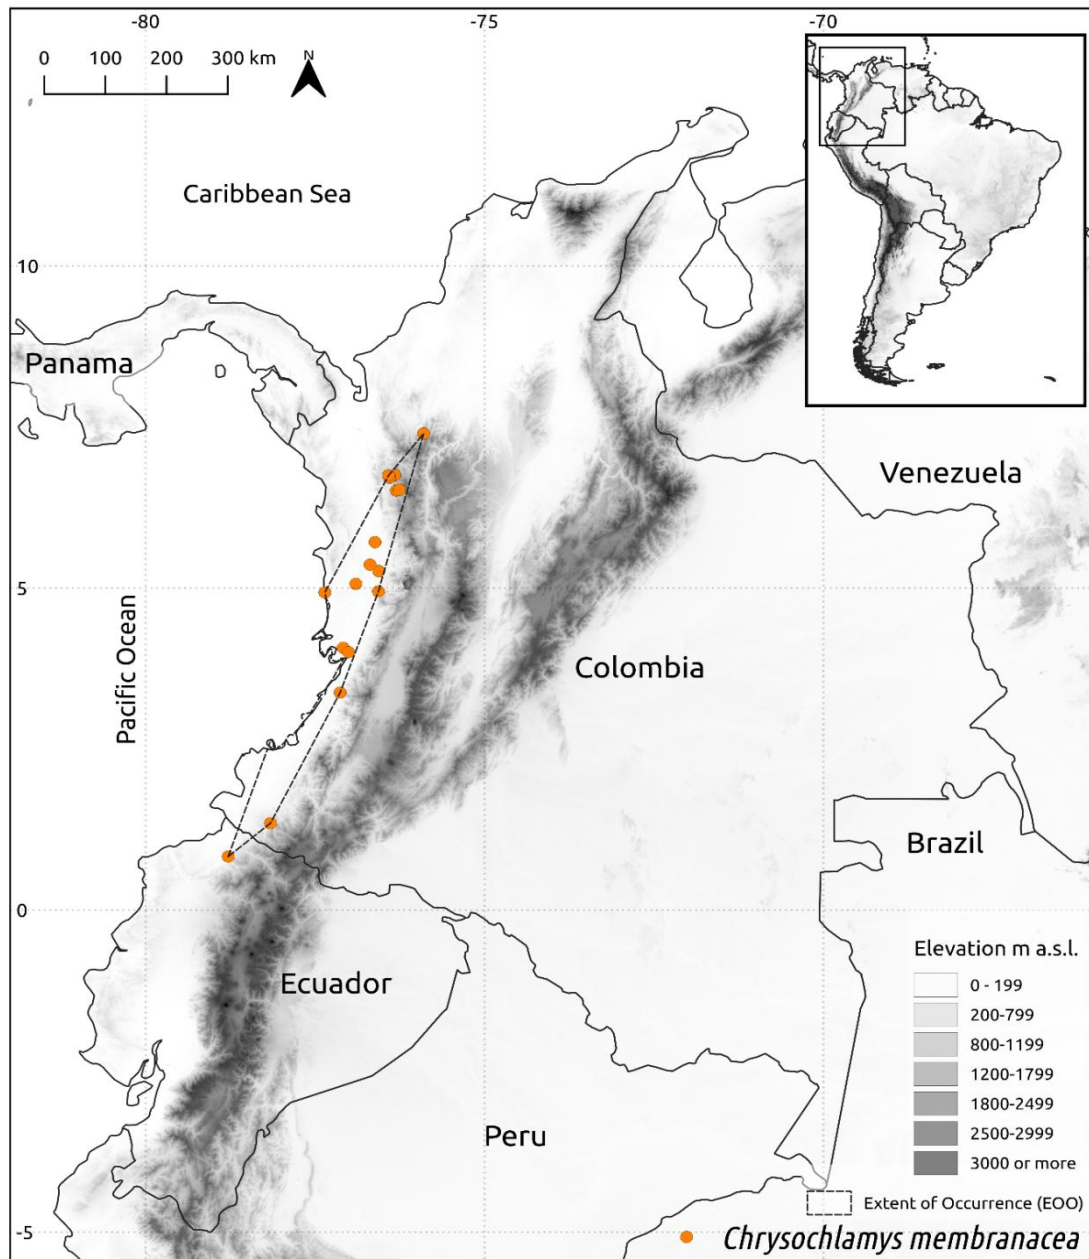 -80
-75
-70
0 100 200 300 km
N
Caribbean Sea
10
Panama
Venezuela
5
Pacific Ocean
Colombia
Brazil
0
Ecuador
Elevation m a.s.l.
0 - 199
200-799
800-1199
1200-1799
1800-2499
2500-2999
3000 or more
Peru
Extent of Occurrence (EOO)
-5
Chrysochlamys membranacea